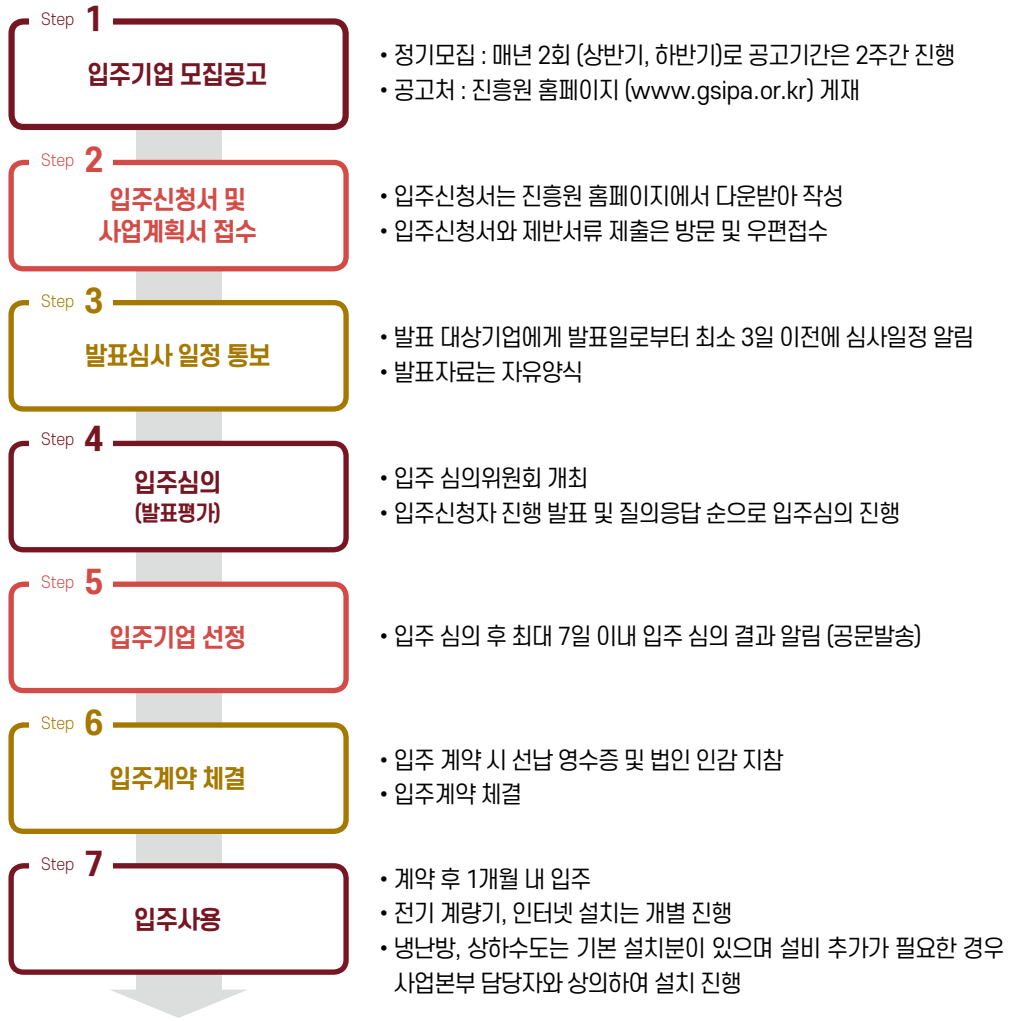 Step 1
입주기업 모집공고
• 정기모집 : 매년 2회 (상반기, 하반기)로 공고기간은 2주간 진행
• 공고처 : 진흥원 홈페이지 (www.gsipa.or.kr) 게재
Step 2
입주신청서 및
사업계획서 접수
• 입주신청서는 진흥원 홈페이지에서 다운받아 작성
• 입주신청서와 제반서류 제출은 방문 및 우편접수
Step 3
발표심사 일정 통보
• 발표 대상기업에게 발표일로부터 최소 3일 이전에 심사일정 알림
• 발표자료는 자유양식
Step 4
입주심의
(발표평가)
• 입주 심의위원회 개최
• 입주신청자 진행 발표 및 질의응답 순으로 입주심의 진행
Step 5
입주기업 선정
• 입주 심의 후 최대 7일 이내 입주 심의 결과 알림 (공문발송)
Step 6
입주계약 체결
• 입주 계약 시 선납 영수증 및 법인 인감 지참
• 입주계약 체결
Step 7
입주사용
• 계약 후 1개월 내 입주
• 전기 계량기, 인터넷 설치는 개별 진행
• 냉난방, 상하수도는 기본 설치분이 있으며 설비 추가가 필요한 경우
사업본부 담당자와 상의하여 설치 진행